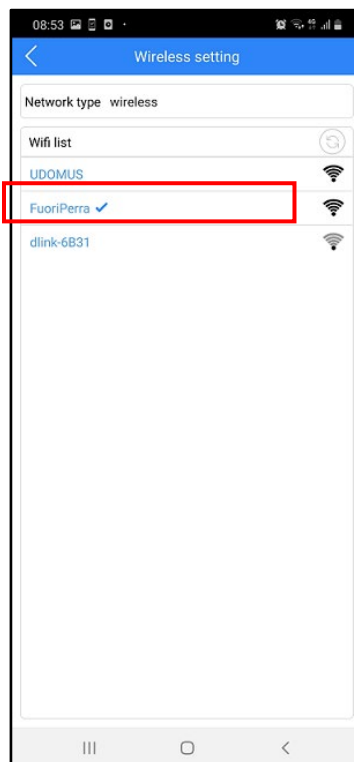 08:53
Wireless setting
Network type wireless
Wifi list
UDOMUS
FuoriPerra
dlink-6B31